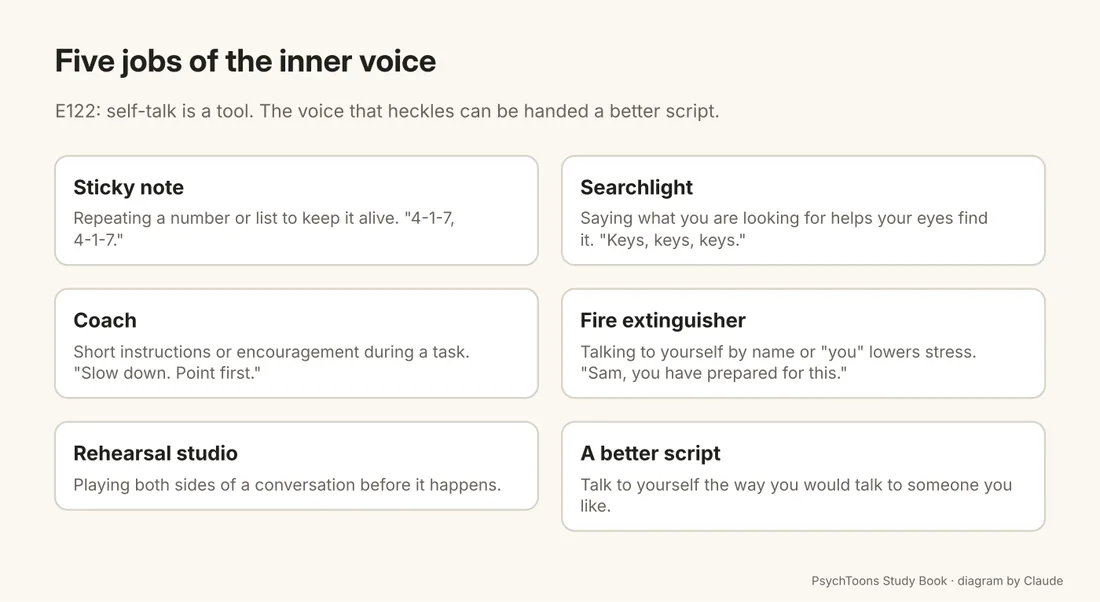 Five jobs of the inner voice
E122: self-talk is a tool. The voice that heckles can be handed a better script.
Sticky note
Repeating a number or list to keep it alive. "4-1-7,
4-1-7."
Searchlight
Saying what you are looking for helps your eyes find
it. "Keys, keys, keys."
Coach
Short instructions or encouragement during a task.
"Slow down. Point first."
Fire extinguisher
Talking to yourself by name or "you" lowers stress.
"Sam, you have prepared for this."
Rehearsal studio
Playing both sides of a conversation before it happens.
A better script
Talk to yourself the way you would talk to someone you
like.
PsychToons Study Book · diagram by Claude